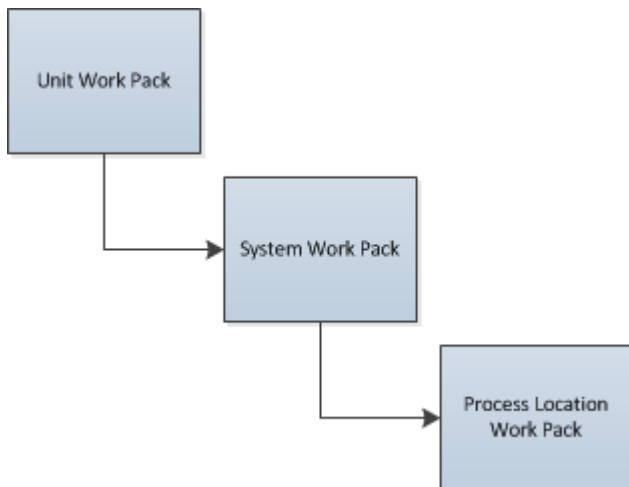 Unit Work Pack
System Work Pack
Process Location
Work Pack